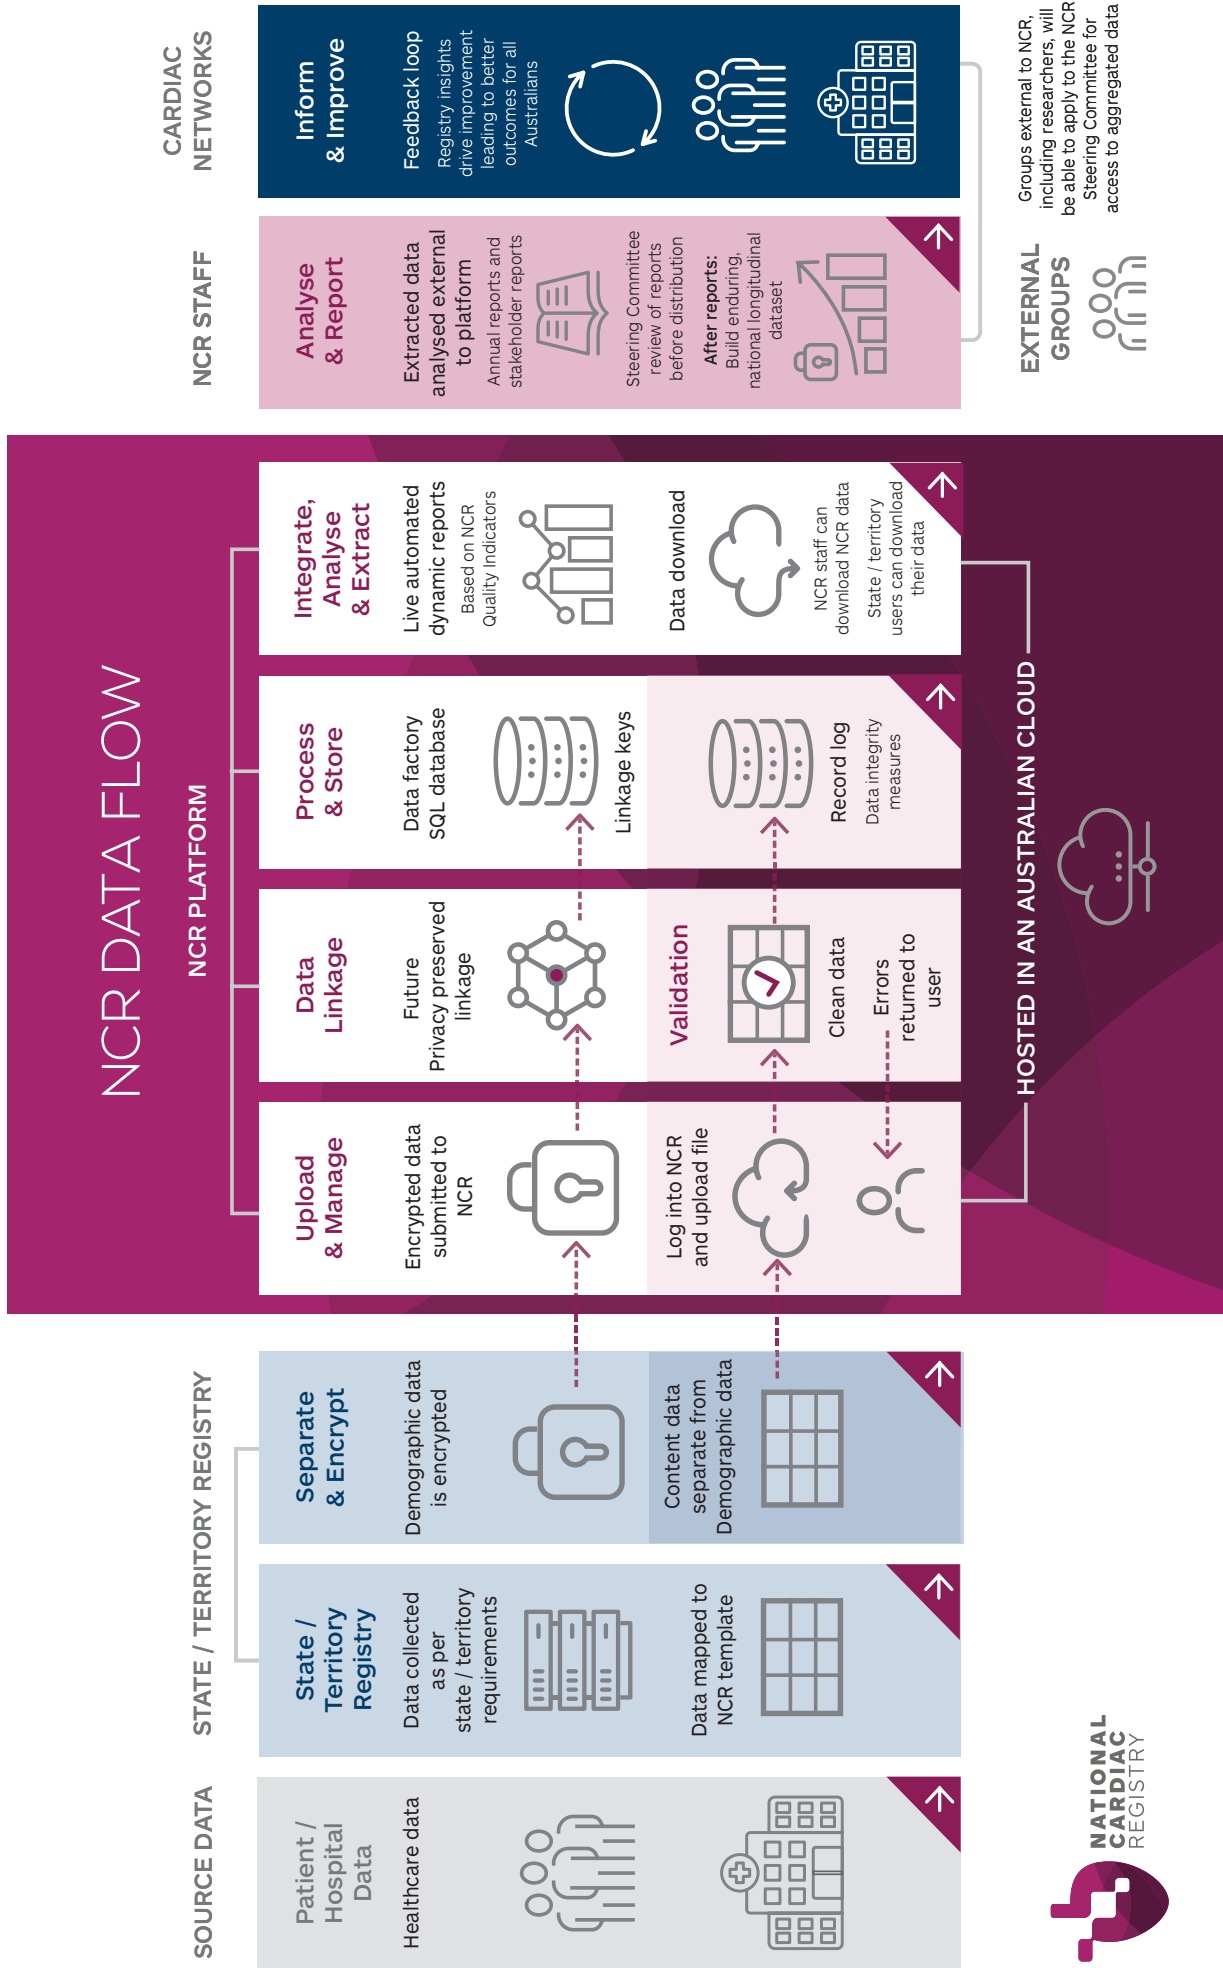 NCR DATA FLOW
SOURCE DATA
Patient /
Hospital
Data
Healthcare data
STATE / TERRITORY REGISTRY
State /
Territory
Registry
Data collected
as per
state / territory
requirements
Data mapped to
NCR template
Separate
& Encrypt
Demographic data
is encrypted
Content data
separate from
Demographic data
NCR PLATFORM
Upload
& Manage
Encrypted data
submitted to
NCR
Log into NCR
and upload file
Data
Linkage
Future
Privacy preserved
linkage
Validation
Clean data
Errors
returned to
user
Process
& Store
Data factory
SQL database
Linkage keys
Record log
Data integrity
measures
Integrate,
Analyse
& Extract
Live automated
dynamic reports
Based on NCR
Quality Indicators
Data download
NCR staff can
download NCR data
State / territory
users can download
their data
HOSTED IN AN AUSTRALIAN CLOUD
NCR STAFF
Analyse
& Report
Extracted data
analysed external
to platform
Annual reports and
stakeholder reports
Steering Committee
review of reports
before distribution
After reports:
Build enduring,
national longitudinal
dataset
CARDIAC
NETWORKS
Inform
& Improve
Feedback loop
Registry insights
drive improvement
leading to better
outcomes for all
Australians
EXTERNAL
GROUPS
Groups external to NCR,
including researchers, will
be able to apply to the NCR
Steering Committee for
access to aggregated data
NATIONAL
CARDIAC
REGISTRY